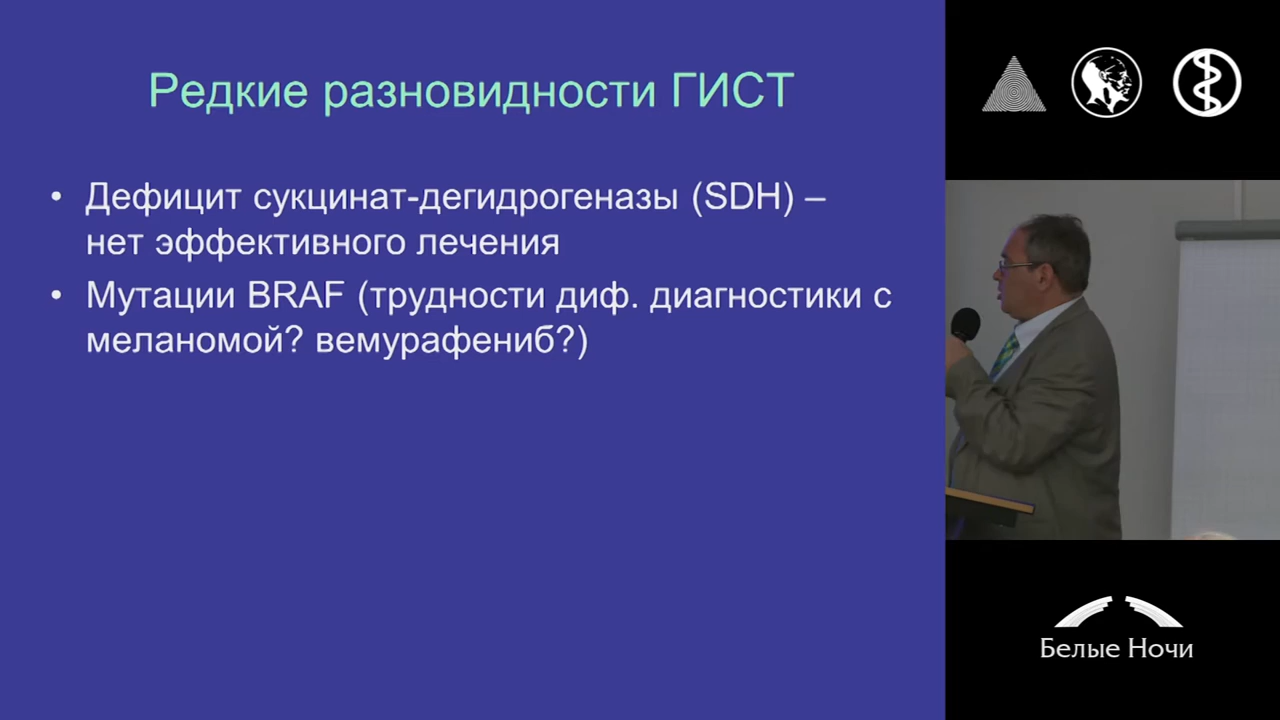 Редкие разновидности ГИСТ
• Дефицит сукцинат-дегидрогеназы (SDH) –
нет эффективного лечения
• Мутации BRAF (трудности диф. диагностики с
меланомой? вемурафениб?)
Белые Ночи